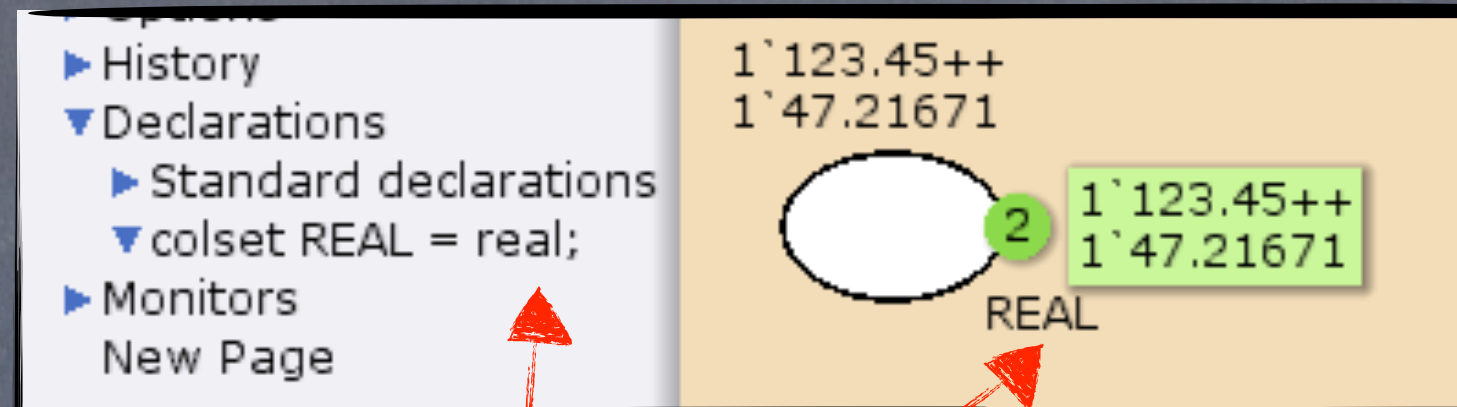 Options
History
Declarations
Standard declarations
colset REAL = real;
Monitors
New Page
1`123.45++
1`47.21671
2
1`123.45++
1`47.21671
REAL